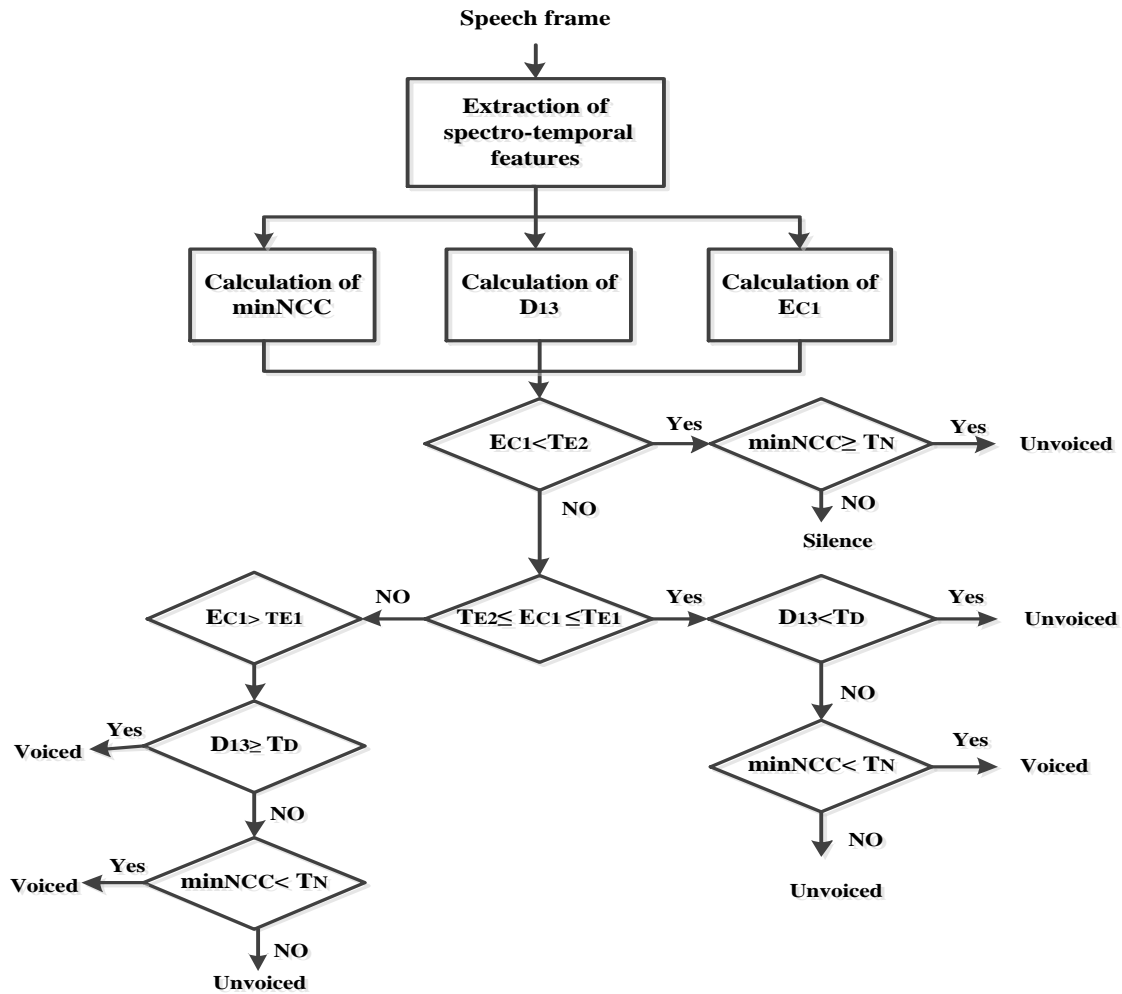 Speech frame
Extraction of
spectro-temporal
features
Calculation of
minNCC
Calculation of
D13
Calculation of
EC1
EC1<TE2
Yes
minNCC≥ TN
Yes
Unvoiced
NO
NO
Silence
EC1> TE1
NO
TE2≤ EC1 ≤TE1
Yes
D13<TD
Yes
Unvoiced
NO
Voiced
Yes
D13≥ TD
minNCC< TN
Yes
Voiced
NO
NO
Unvoiced
Voiced
Yes
minNCC< TN
NO
Unvoiced